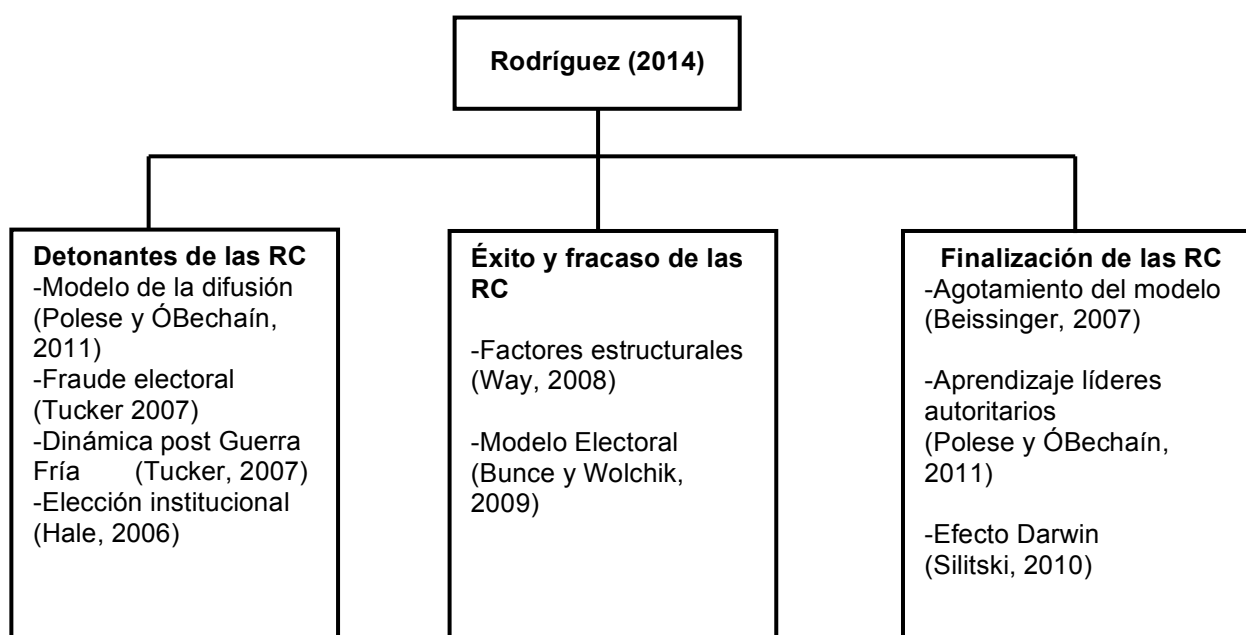 Rodríguez (2014)
Detonantes de las RC
-Modelo de la difusión
(Polese y ÓBechaín,
2011)
-Fraude electoral
(Tucker 2007)
-Dinámica post Guerra
Fría (Tucker, 2007)
-Elección institucional
(Hale, 2006)
Éxito y fracaso de las
RC
-Factores estructurales
(Way, 2008)
-Modelo Electoral
(Bunce y Wolchik,
2009)
Finalización de las RC
-Agotamiento del modelo
(Beissinger, 2007)
-Aprendizaje líderes
autoritarios
(Polese y ÓBechaín,
2011)
-Efecto Darwin
(Silitski, 2010)